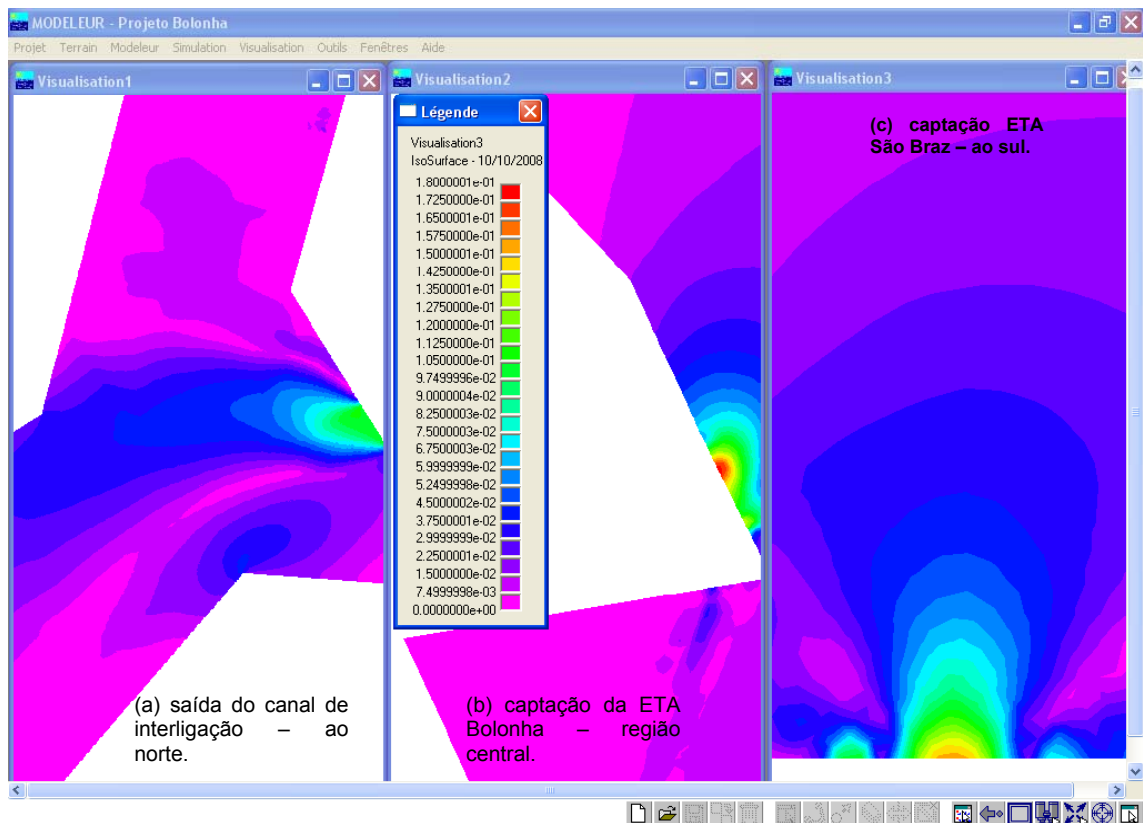 MODELEUR - Projeto Bolonha
Projet Terrain Modeleur Simulation Visualisation Outils Fenêtres Aide
Visualisation1
Visualisation2
Visualisation3
Légende
Visualisation3
IsoSurface - 10/10/2008
1.8000001e-01
1.7250000e-01
1.6500001e-01
1.5750000e-01
1.5000001e-01
1.4250000e-01
1.3500001e-01
1.2750000e-01
1.2000000e-01
1.1250000e-01
1.0500000e-01
9.7499996e-02
9.0000004e-02
8.2500003e-02
7.5000003e-02
6.7500003e-02
5.9999999e-02
5.2499998e-02
4.5000002e-02
3.7500001e-02
2.9999999e-02
2.2500001e-02
1.5000000e-02
7.4999998e-03
0.0000000e+00
(a) saída do canal de
interligação – ao
norte.
(b) captação da ETA
Bolonha – região
central.
(c) captação ETA
São Braz – ao sul.